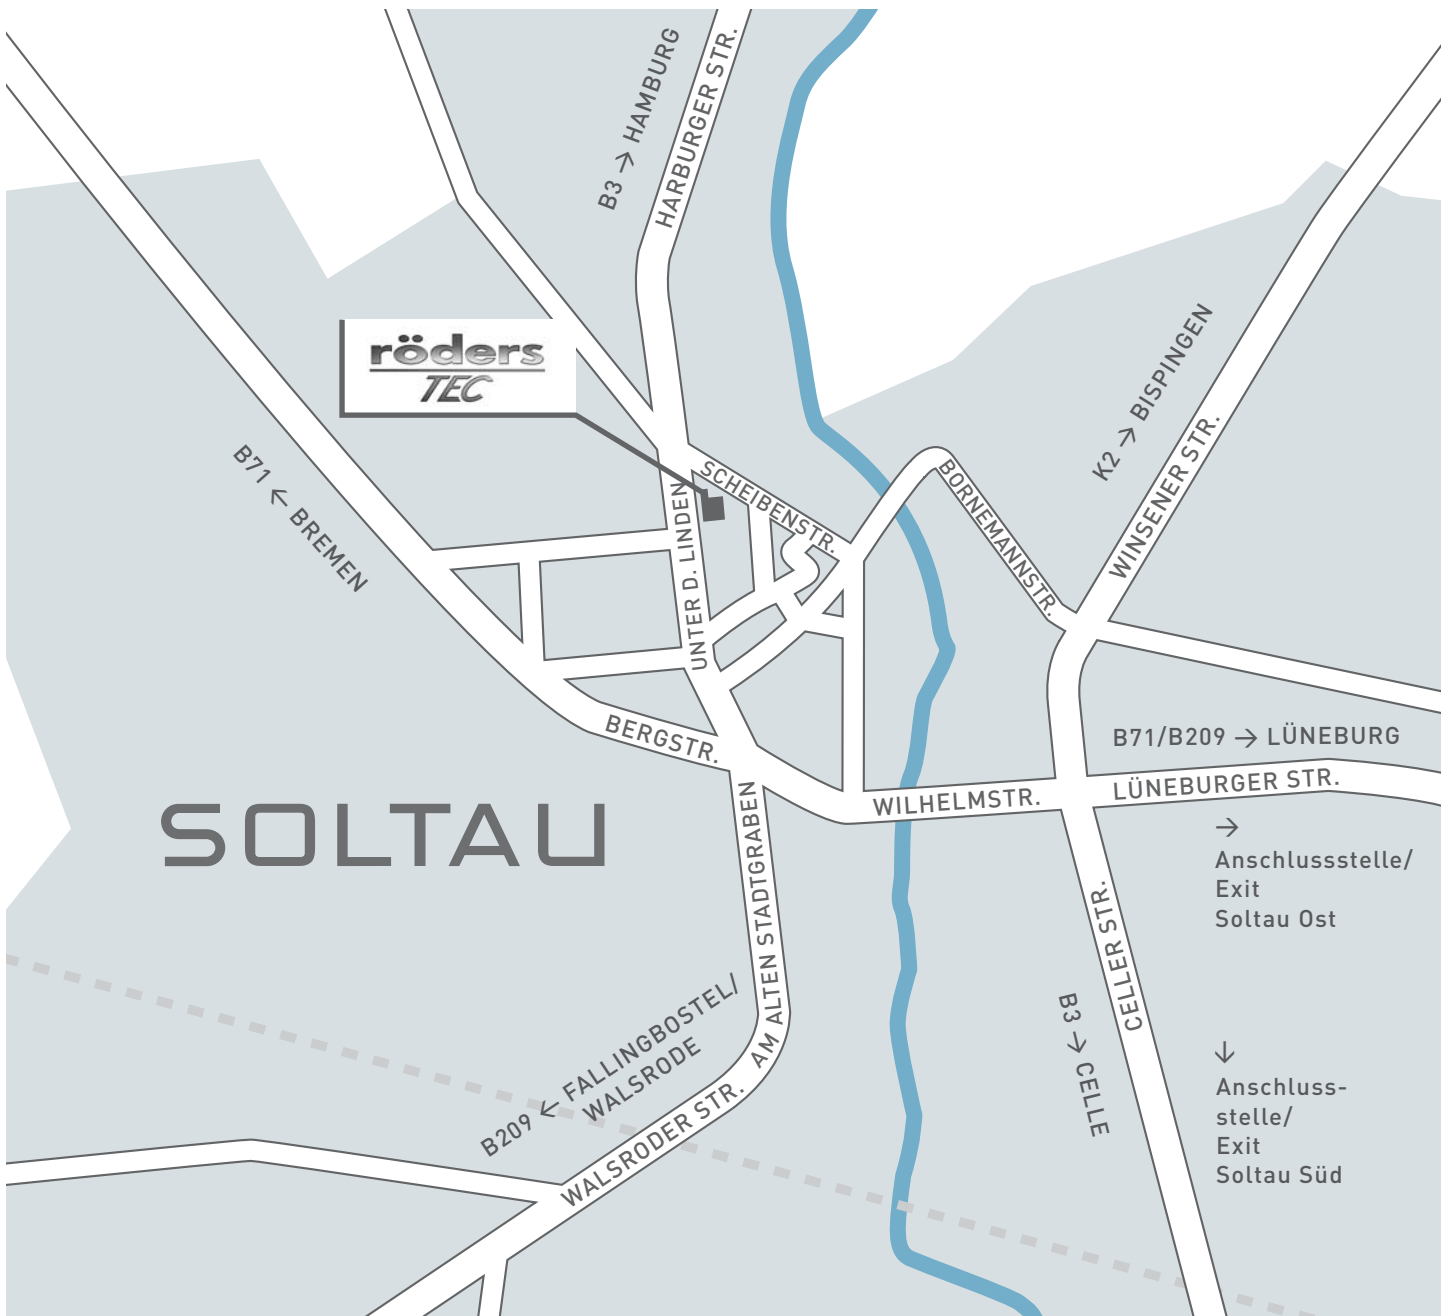 B3 → HAMBURG
HARBURGER STR.
röders
TEC
K2 → BISPINGEN
WINSENER STR.
B71 ← BREMEN
SCHEIBENSTR.
BORNEMANNSTR.
UNTER D. LINDEN
BERGSTR.
B71/B209 → LÜNEBURG
WILHELMSTR.
LÜNEBURGER STR.
SOLTAU
→
Anschlussstelle/
Exit
Soltau Ost
AM ALTEN STADTGRABEN
CELLER STR.
B3 → CELLE
B209 ← FALLINGBOSTEL/
WALSRODE
WALSRODER STR.
↓
Anschluss-
stelle/
Exit
Soltau Süd